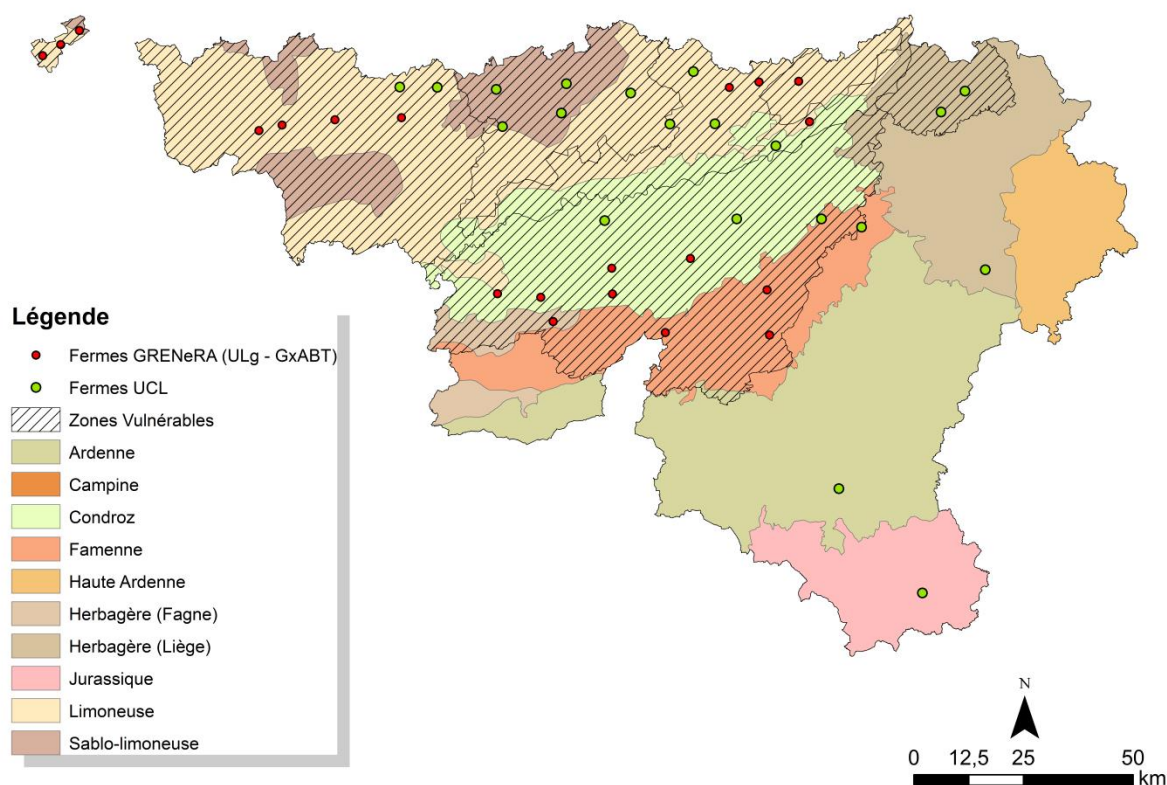 Légende
Fermes GRENeRA (ULg - GxABT)
Fermes UCL
Zones Vulnérables
Ardenne
Campine
Condroz
Famenne
Haute Ardenne
Herbagère (Fagne)
Herbagère (Liège)
Jurassique
Limoneuse
Sablo-limoneuse
N
0 12,5 25 50
km